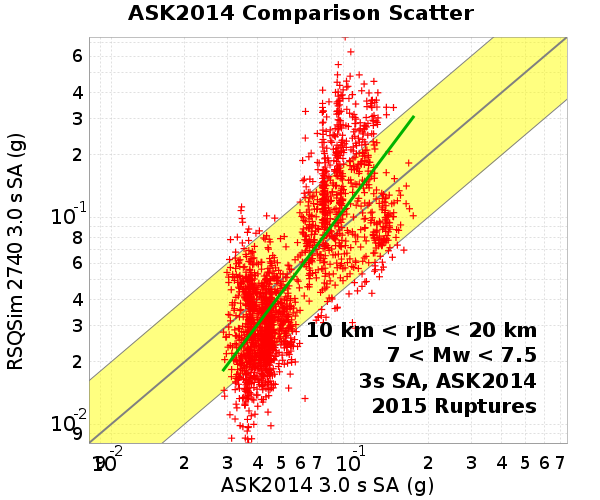 ASK2014 Comparison Scatter
RSQSim 2740 3.0 s SA (g)
6
4
3
2
10-1
8
6
4
3
2
10-2
9
10 km < rJB < 20 km
7 < Mw < 7.5
3s SA, ASK2014
2015 Ruptures
9 10-2 2 3 4 5 6 7 10-1 2 3 4 5 6 7
ASK2014 3.0 s SA (g)